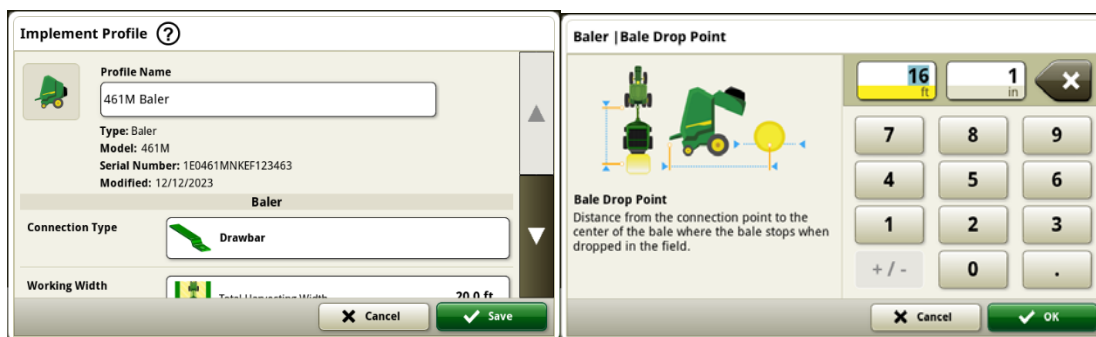 Implement Profile ?
Profile Name
461M Baler
Type: Baler
Model: 461M
Serial Number: 1E0461MNKEF123463
Modified: 12/12/2023
Baler
Connection Type
Drawbar
Working Width
Total Harvesting Width
20.0 ft
Cancel
Save
Baler |Bale Drop Point
16
ft
1
in
Bale Drop Point
Distance from the connection point to the
center of the bale where the bale stops when
dropped in the field.
7 8 9
4 5 6
1 2 3
+ / - 0 .
Cancel
OK